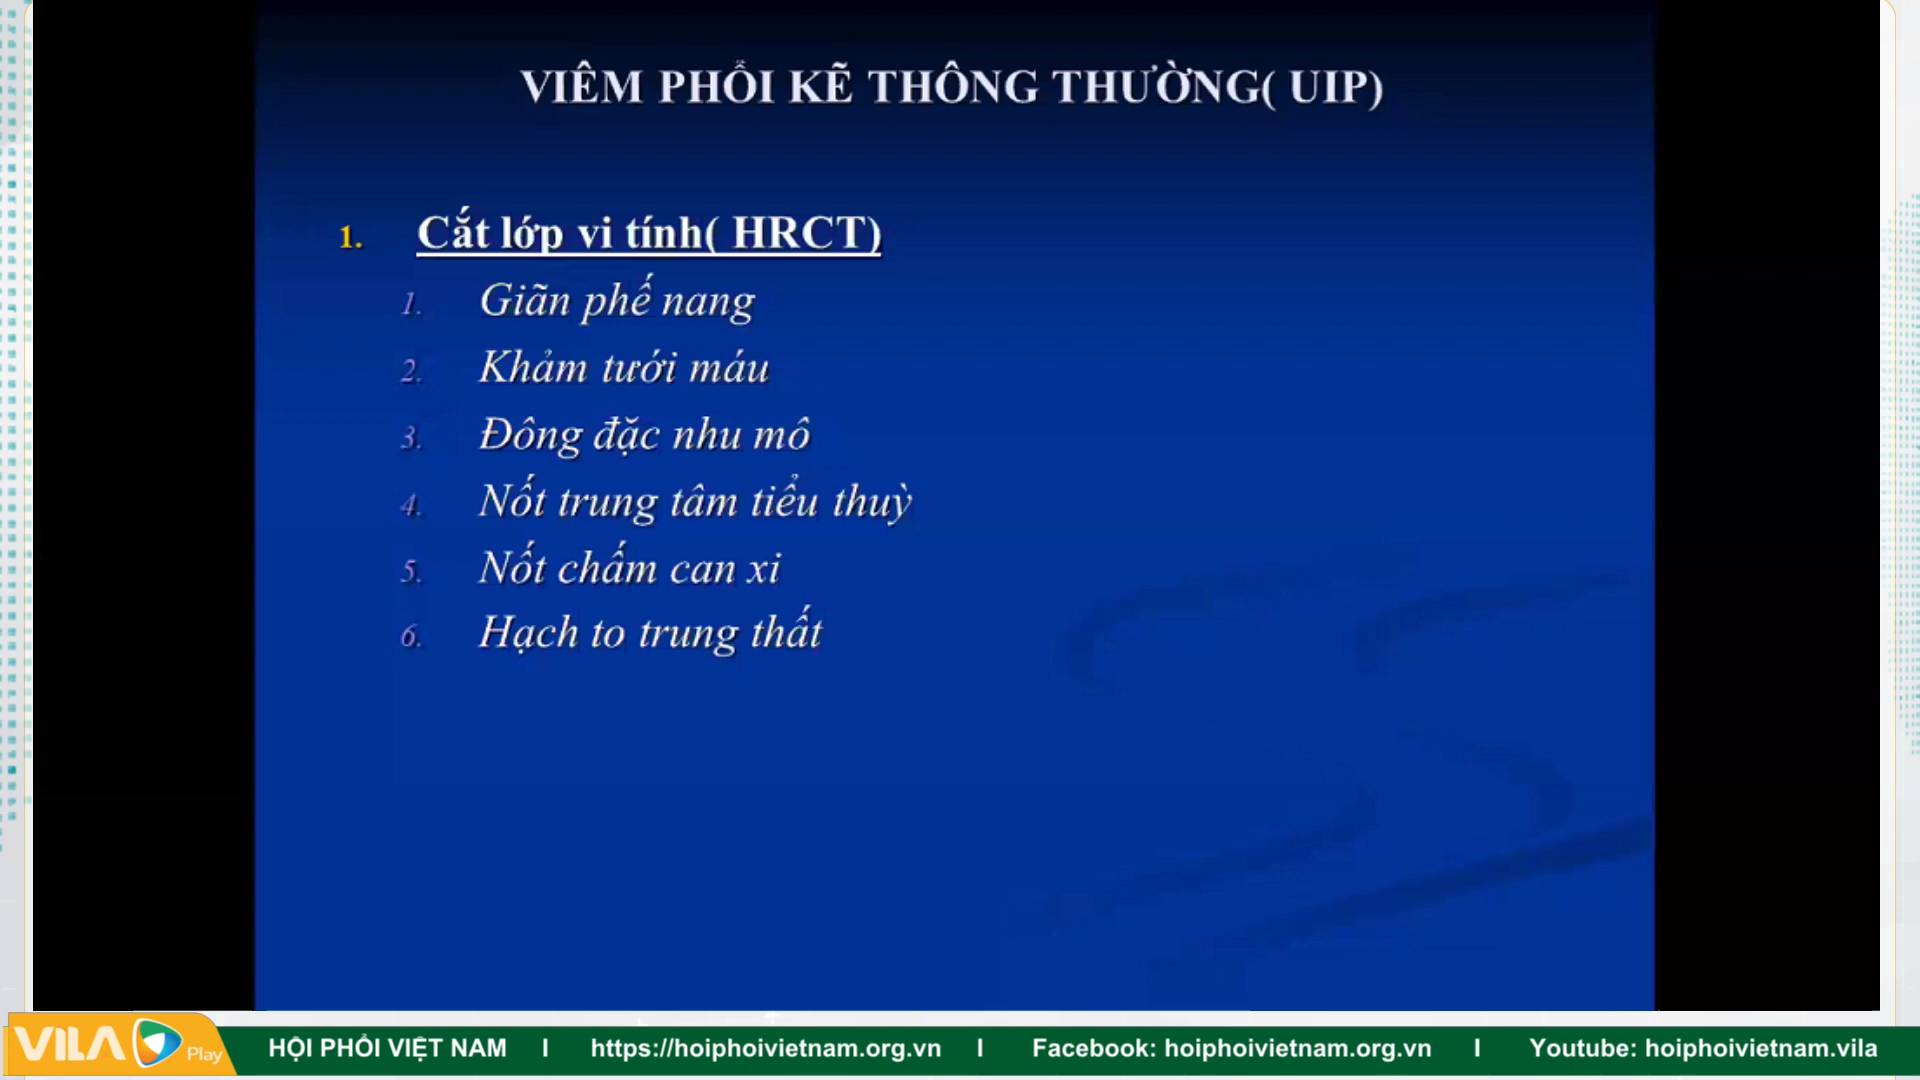 VIÊM PHỔI KẼ THÔNG THƯỜNG( UIP)
1. Cắt lớp vi tính( HRCT)
1. Giãn phế nang
2. Khảm tưới máu
3. Đông đặc nhu mô
4. Nốt trung tâm tiểu thuỳ
5. Nốt chấm can xi
6. Hạch to trung thất
VILA Play HỘI PHỔI VIỆT NAM I https://hoiphoivietnam.org.vn I Facebook: hoiphoivietnam.org.vn I Youtube: hoiphoivietnam.vila